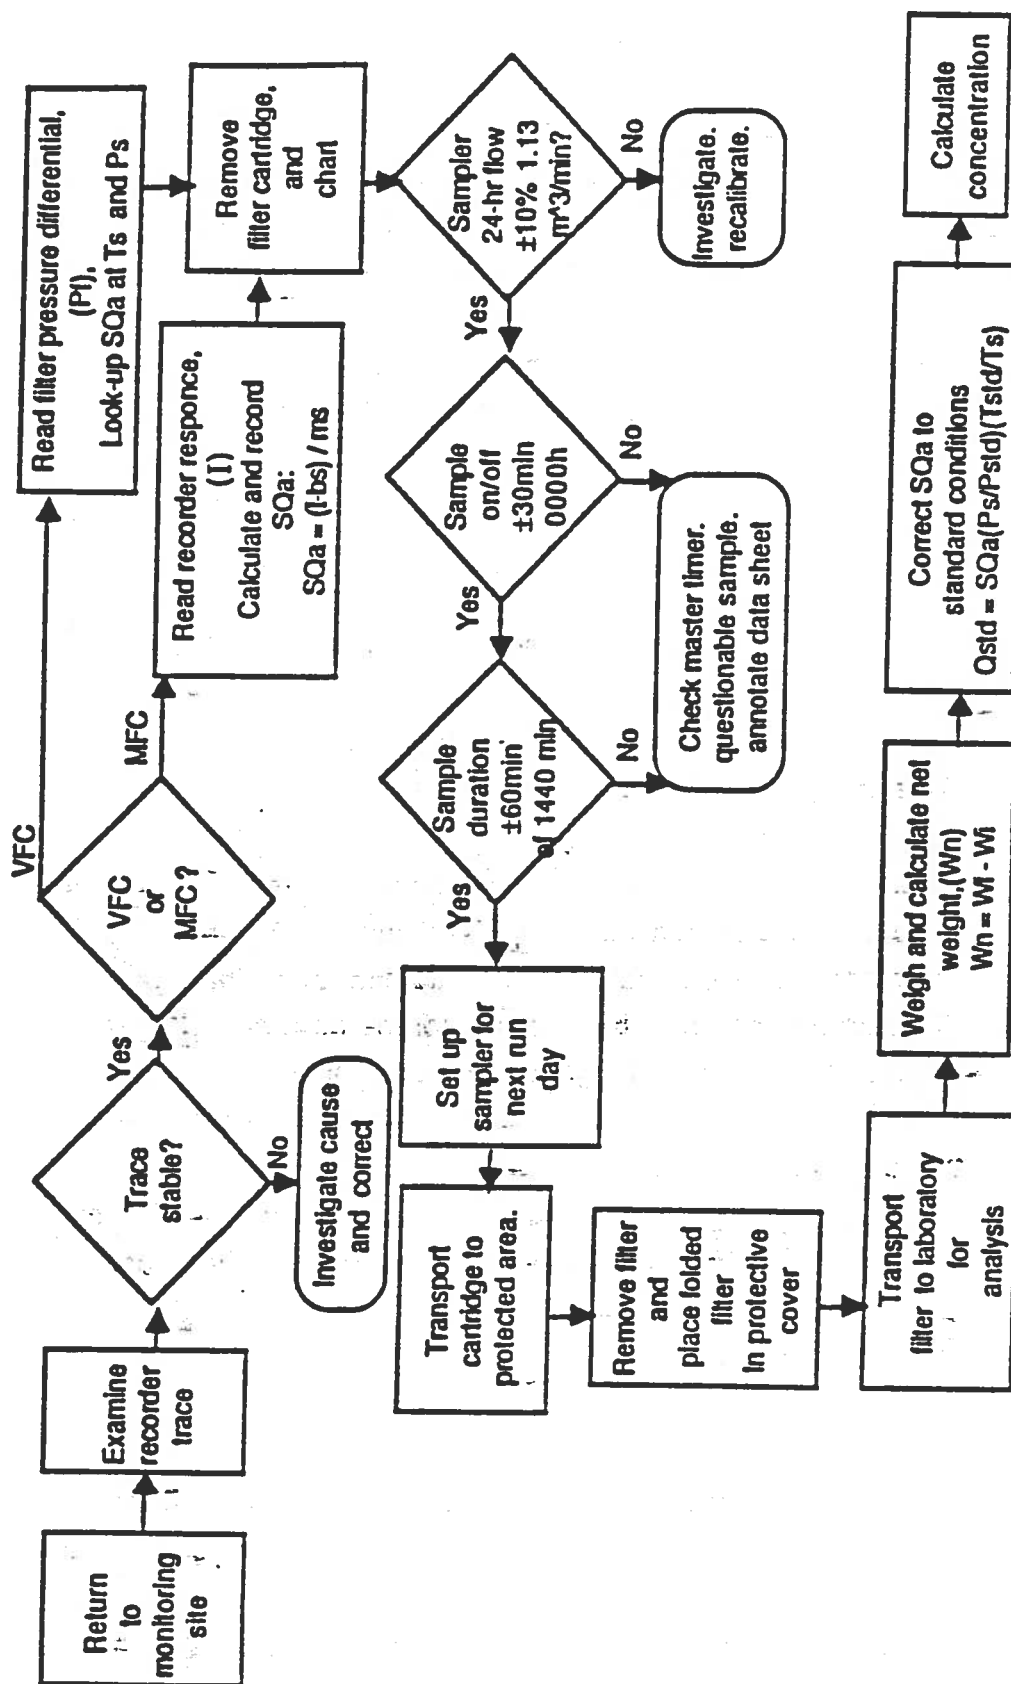 Return
to
monitoring
site
Examine
recorder
trace
Trace
stable?
Yes
No
Investigate cause
and correct
VFC
or
MFC?
VFC
MFC
Read filter pressure differential,
(Pf),
Look-up SQa at Ts and Ps
Read recorder responce,
(I)
Calculate and record
SQa:
SQa = (I-bs) / ms
Remove
filter cartridge,
and
chart
Sampler
24-hr flow
±10% 1.13
m^3/min?
No
Investigate.
recalibrate.
Yes
Sample
on/off
±30min
0000h
No
Yes
Sample
duration
±60min
of 1440 min
No
Check master timer.
questionable sample.
annotate data sheet
Yes
Set up
sampler for
next run
day
Transport
cartridge to
protected area.
Remove filter
and
place folded
filter
In protective
cover
Transport
filter to laboratory
for
analysis
Weigh and calculate net
weight,(Wn)
Wn = Wf - Wi
Correct SQa to
standard conditions
Qstd = SQa(Ps/Pstd)(Tstd/Ts)
Calculate
concentration